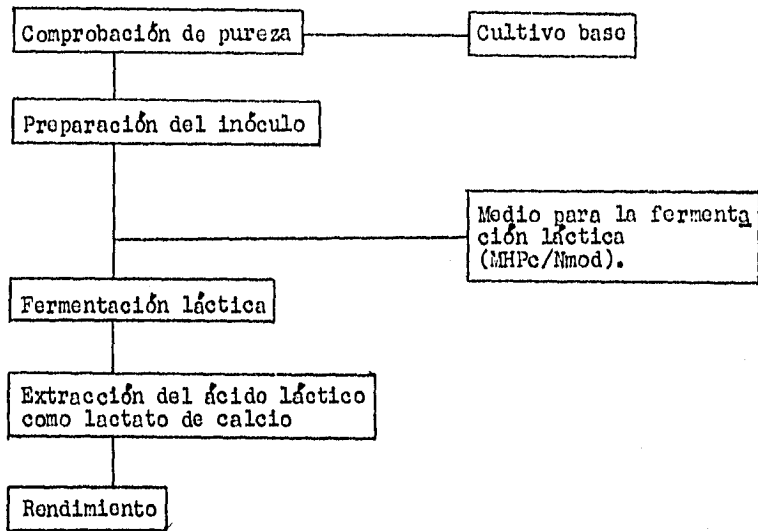 Comprobación de pureza
Cultivo base
Preparación del inóculo
Medio para la fermenta
ción láctica
(MHPc/Nmod).
Fermentación láctica
Extracción del ácido láctico
como lactato de calcio
Rendimiento